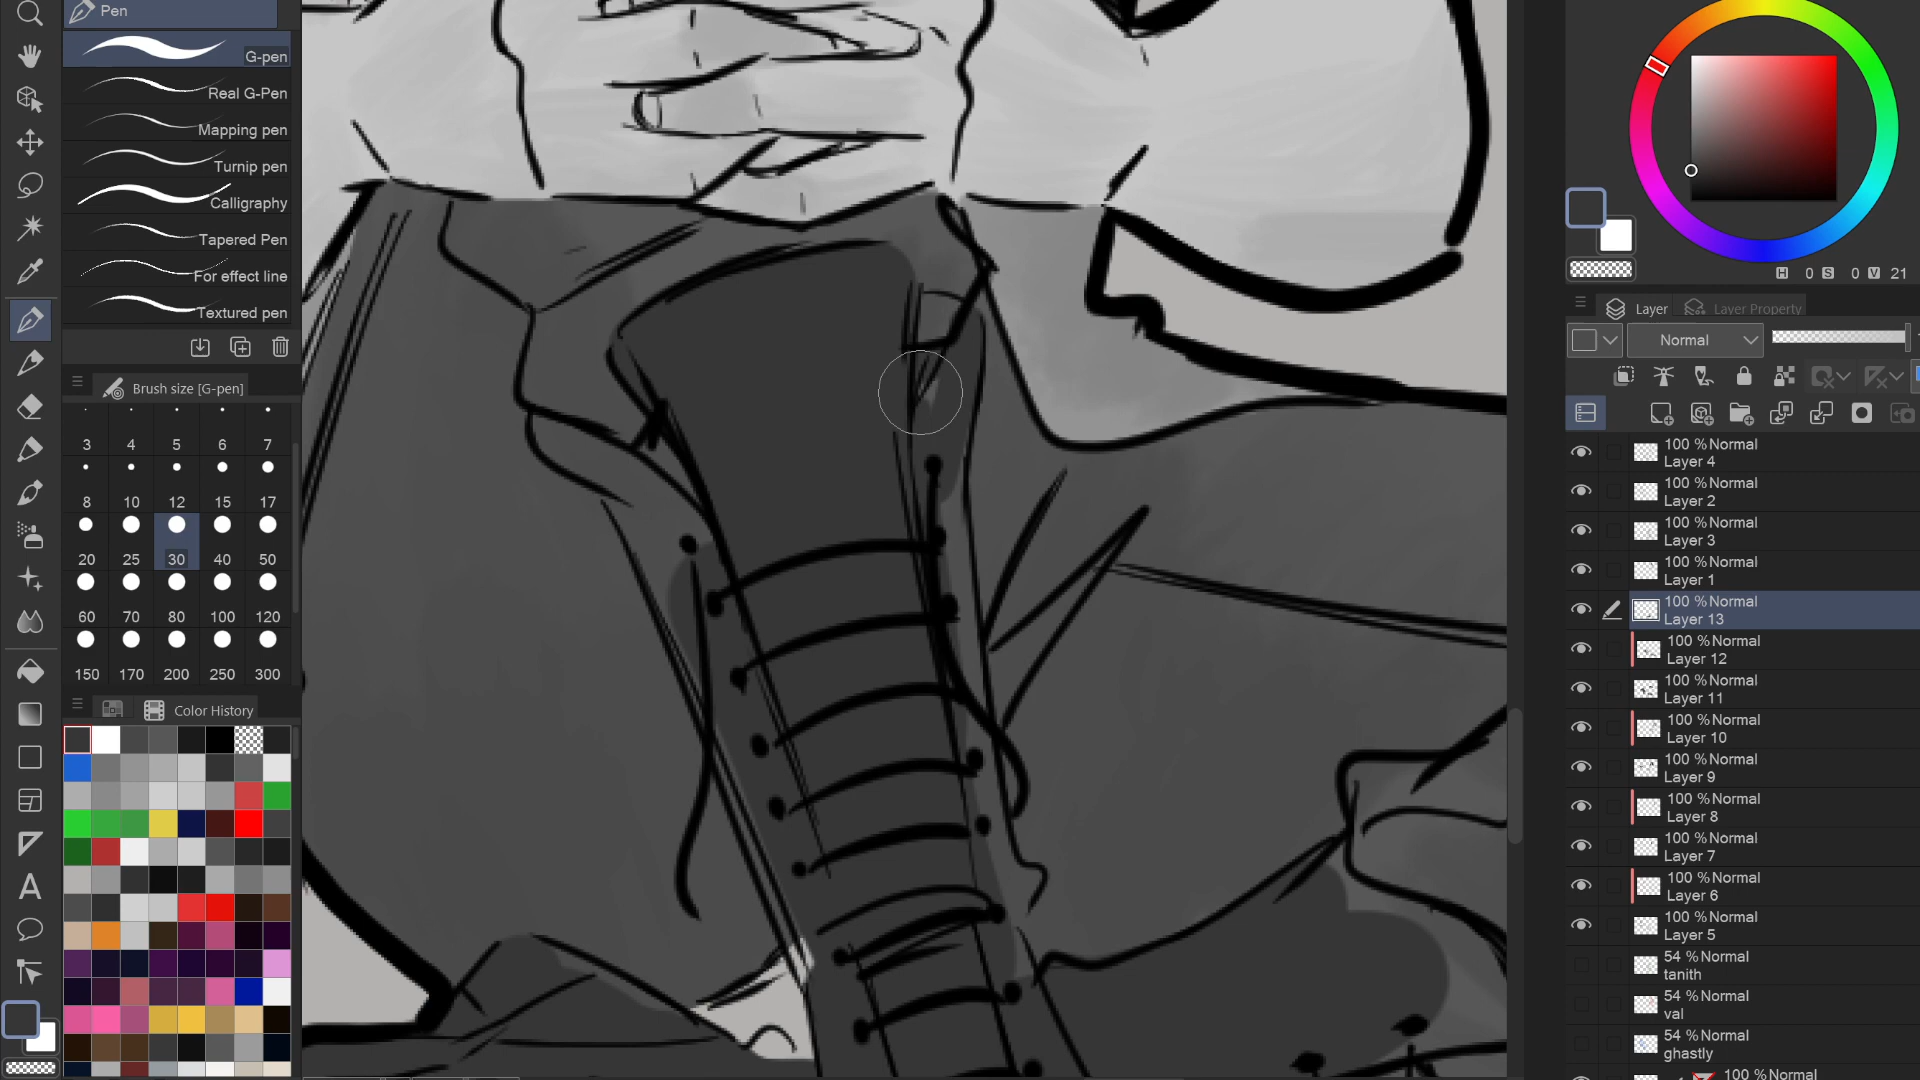 Pen
G-pen
Real G-Pen
Mapping pen
Turnip pen
Calligraphy
Tapered Pen
For effect line
Textured pen
Brush size [G-pen]
3 4 5 6 7
8 10 12 15 17
20 25 30 40 50
60 70 80 100 120
150 170 200 250 300
Color History
H 0 S 0 V 21
Layer Layer Property
Normal
100 %Normal
Layer 4
100 %Normal
Layer 2
100 %Normal
Layer 3
100 %Normal
Layer 1
100 %Normal
Layer 13
100 %Normal
Layer 12
100 %Normal
Layer 11
100 %Normal
Layer 10
100 %Normal
Layer 9
100 %Normal
Layer 8
100 %Normal
Layer 7
100 %Normal
Layer 6
100 %Normal
Layer 5
54 %Normal
tanith
54 %Normal
val
54 %Normal
ghastly
100 %Normal